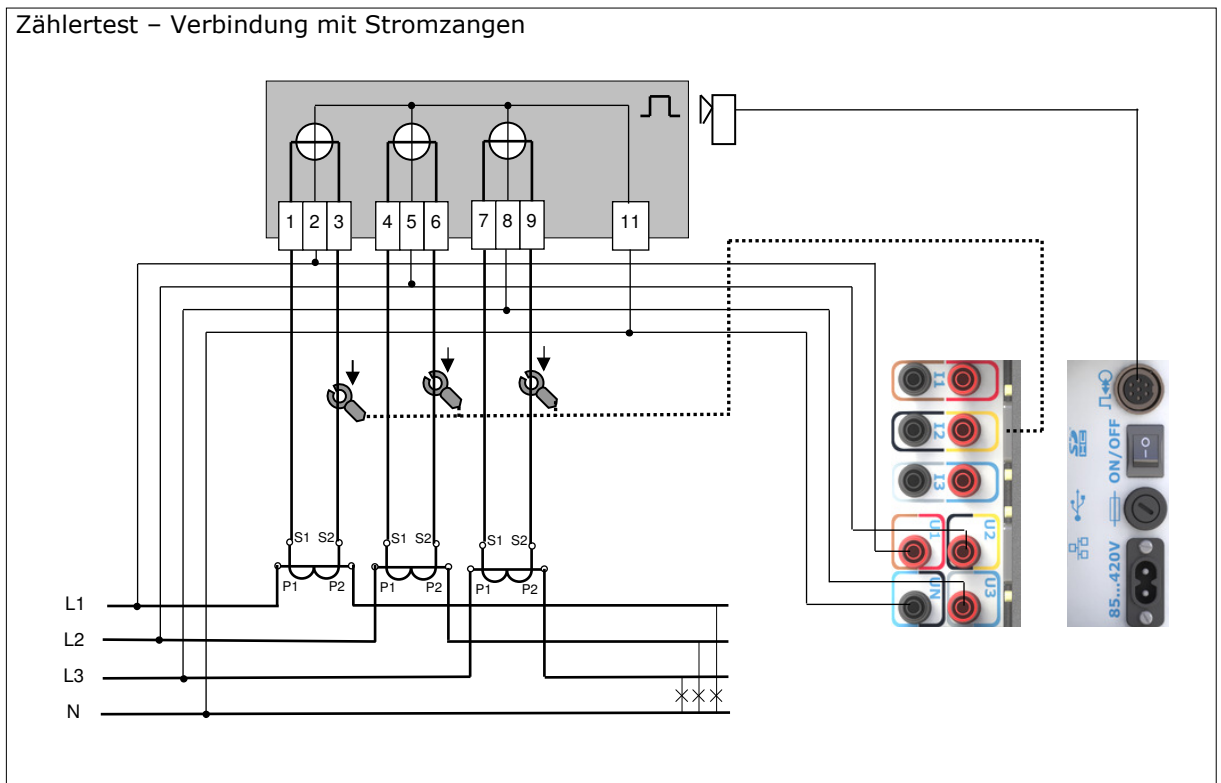 Zählertest – Verbindung mit Stromzangen
1 2 3 4 5 6 7 8 9 11
I1
I2
I3
U1 U2
UN U3
ON/OFF
85...420V
S1 S2 S1 S2 S1 S2
P1 P2 P1 P2 P1 P2
L1
L2
L3
N